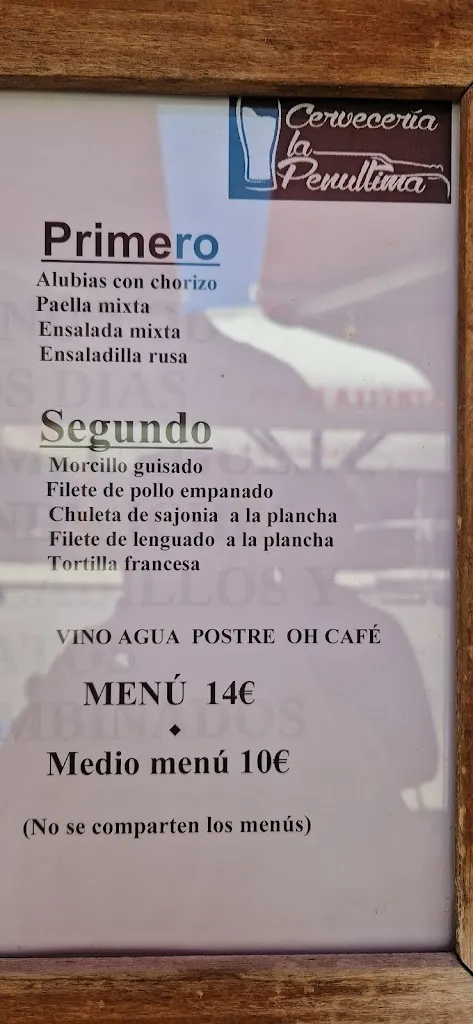 Cervecería
la
Penultima
Primero
Alubias con chorizo
Paella mixta
Ensalada mixta
Ensaladilla rusa
Segundo
Morcillo guisado
Filete de pollo empanado
Chuleta de sajonia a la plancha
Filete de lenguado a la plancha
Tortilla francesa
VINO AGUA POSTRE OH CAFÉ
MENÚ 14€
Medio menú 10€
(No se comparten los menús)